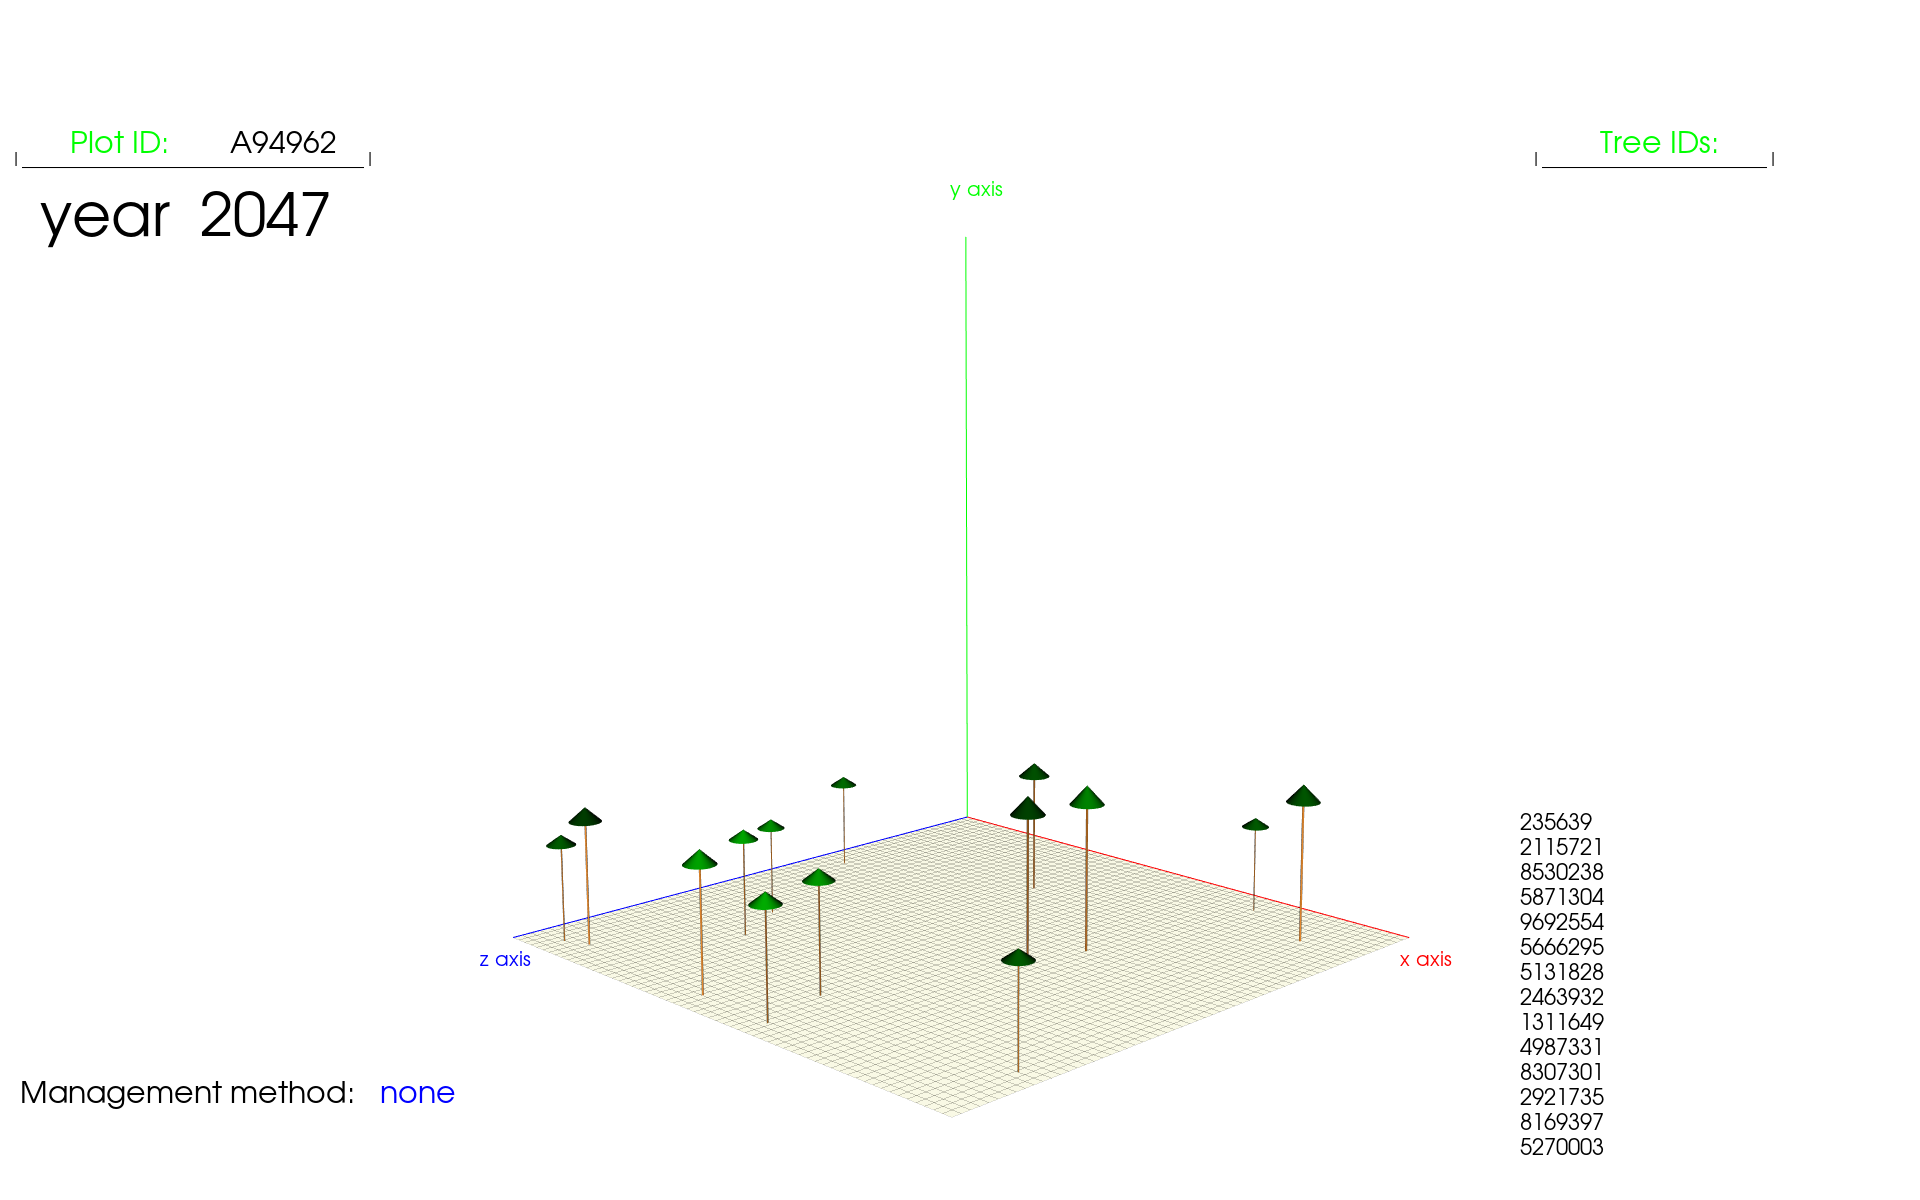 Plot ID: A94962
year 2047
Tree IDs:
y axis
z axis
x axis
235639
2115721
8530238
5871304
9692554
5666295
5131828
2463932
1311649
4987331
8307301
2921735
8169397
5270003
Management method: none